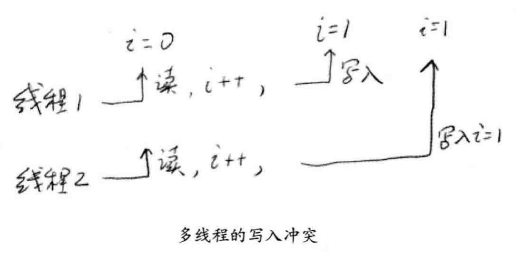 i=0 i=1 i=1
线程1 读, i++, 写入
写入i=1
线程2 读, i++,
多线程的写入冲突